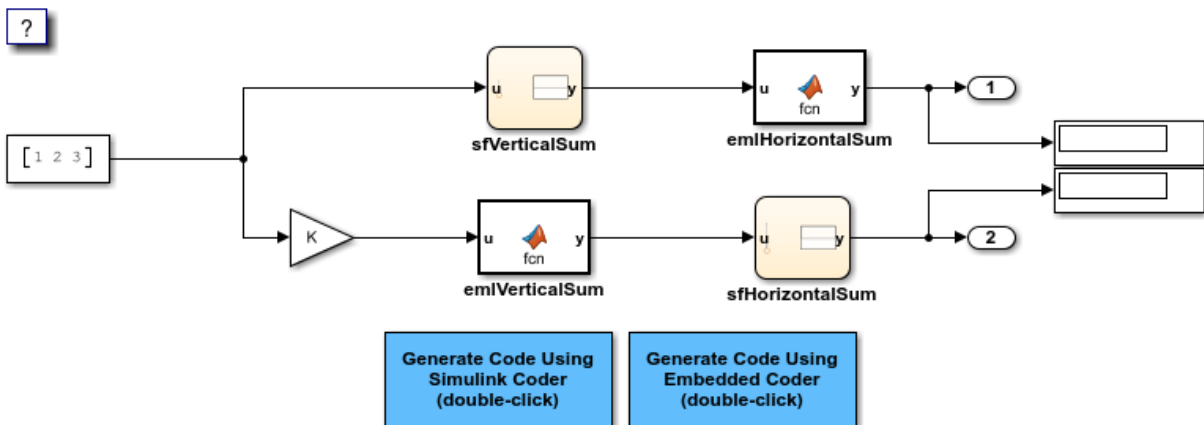 ?
u y
sfVerticalSum
u fcn y
emlHorizontalSum
1
[1 2 3]
K
u fcn y
emlVerticalSum
u y
sfHorizontalSum
2
Generate Code Using
Simulink Coder
(double-click)
Generate Code Using
Embedded Coder
(double-click)